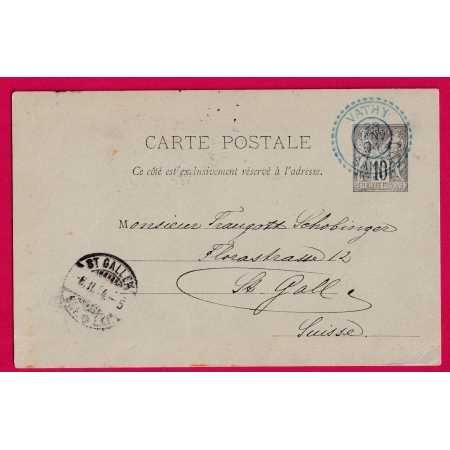 VATHY
CARTE POSTALE
Ce côté est exclusivement réservé à l'adresse.
10
Monsieur Traugott Schobinger
Florastrasse 12
St Gall
Suisse.
ST GALLEN